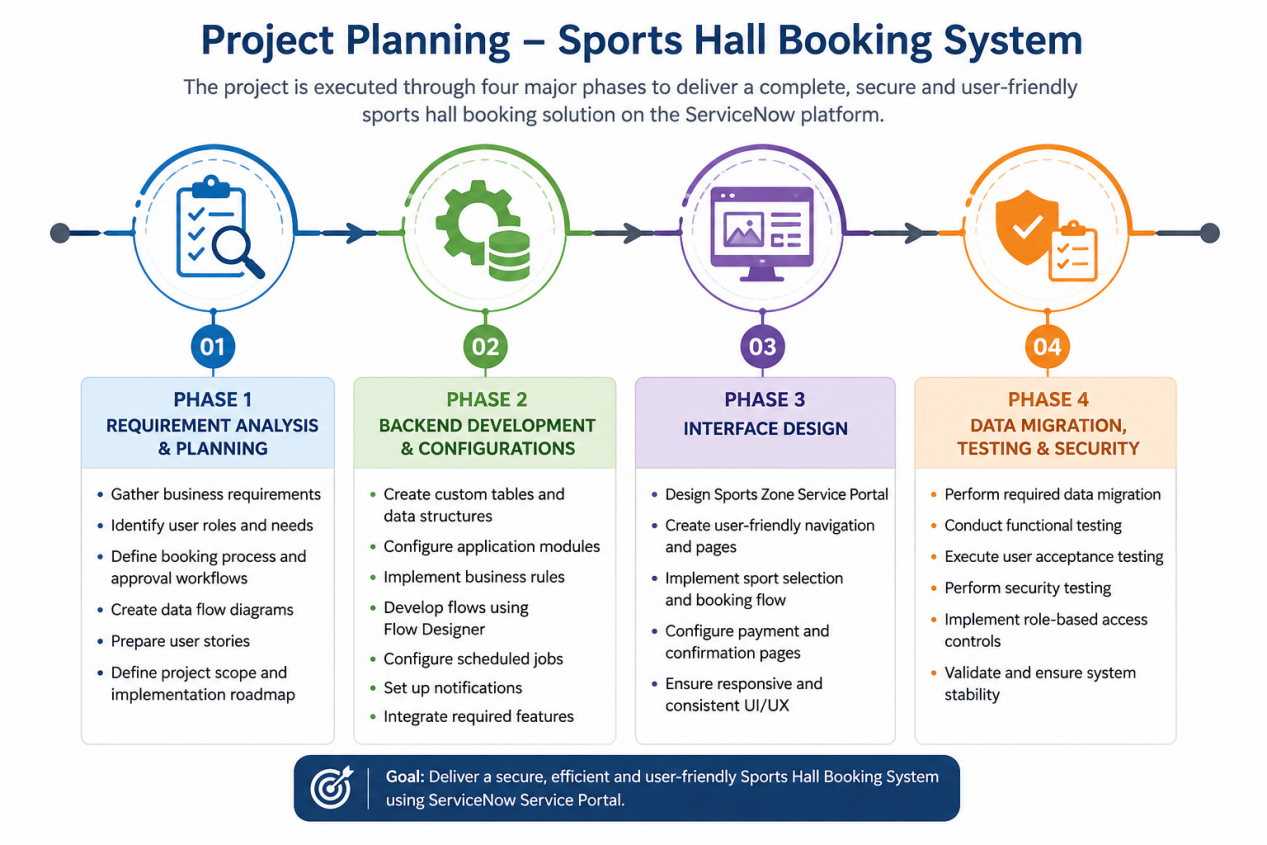 Project Planning – Sports Hall Booking System
The project is executed through four major phases to deliver a complete, secure and user-friendly
sports hall booking solution on the ServiceNow platform.
01
PHASE 1
REQUIREMENT ANALYSIS
& PLANNING
• Gather business requirements
• Identify user roles and needs
• Define booking process and
approval workflows
• Create data flow diagrams
• Prepare user stories
• Define project scope and
implementation roadmap
02
PHASE 2
BACKEND DEVELOPMENT
& CONFIGURATIONS
• Create custom tables and
data structures
• Configure application modules
• Implement business rules
• Develop flows using
Flow Designer
• Configure scheduled jobs
• Set up notifications
• Integrate required features
03
PHASE 3
INTERFACE DESIGN
• Design Sports Zone Service Portal
• Create user-friendly navigation
and pages
• Implement sport selection
and booking flow
• Configure payment and
confirmation pages
• Ensure responsive and
consistent UI/UX
04
PHASE 4
DATA MIGRATION,
TESTING & SECURITY
• Perform required data migration
• Conduct functional testing
• Execute user acceptance testing
• Perform security testing
• Implement role-based access
controls
• Validate and ensure system
stability
Goal: Deliver a secure, efficient and user-friendly Sports Hall Booking System
using ServiceNow Service Portal.